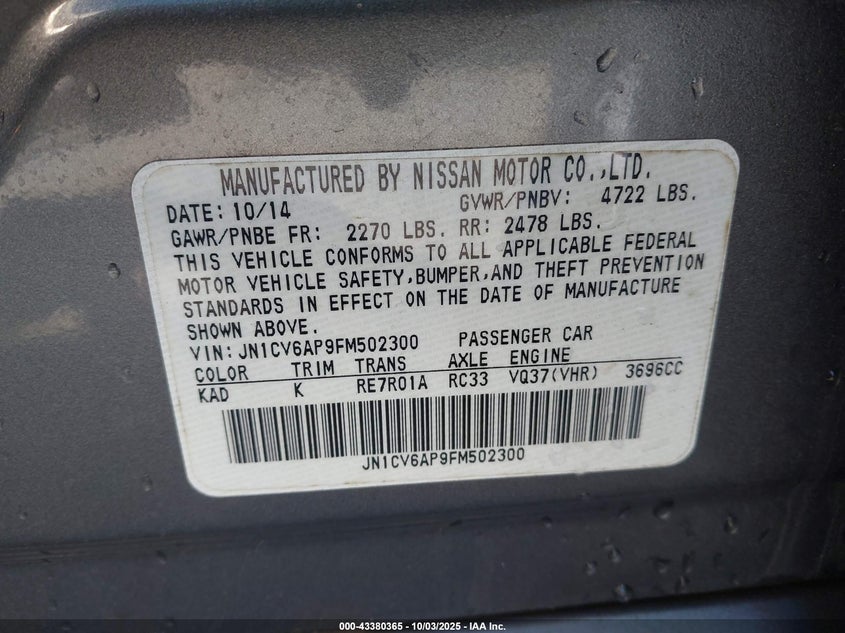 MANUFACTURED BY NISSAN MOTOR CO.,LTD.
DATE: 10/14 GVWR/PNBV: 4722 LBS.
GAWR/PNBE FR: 2270 LBS. RR: 2478 LBS.
THIS VEHICLE CONFORMS TO ALL APPLICABLE FEDERAL
MOTOR VEHICLE SAFETY,BUMPER,AND THEFT PREVENTION
STANDARDS IN EFFECT ON THE DATE OF MANUFACTURE
SHOWN ABOVE.
VIN: JN1CV6AP9FM502300 PASSENGER CAR
COLOR TRIM TRANS AXLE ENGINE
KAD K RE7R01A RC33 VQ37(VHR) 3696CC
JN1CV6AP9FM502300
000-43380365 - 10/03/2025 - IAA Inc.